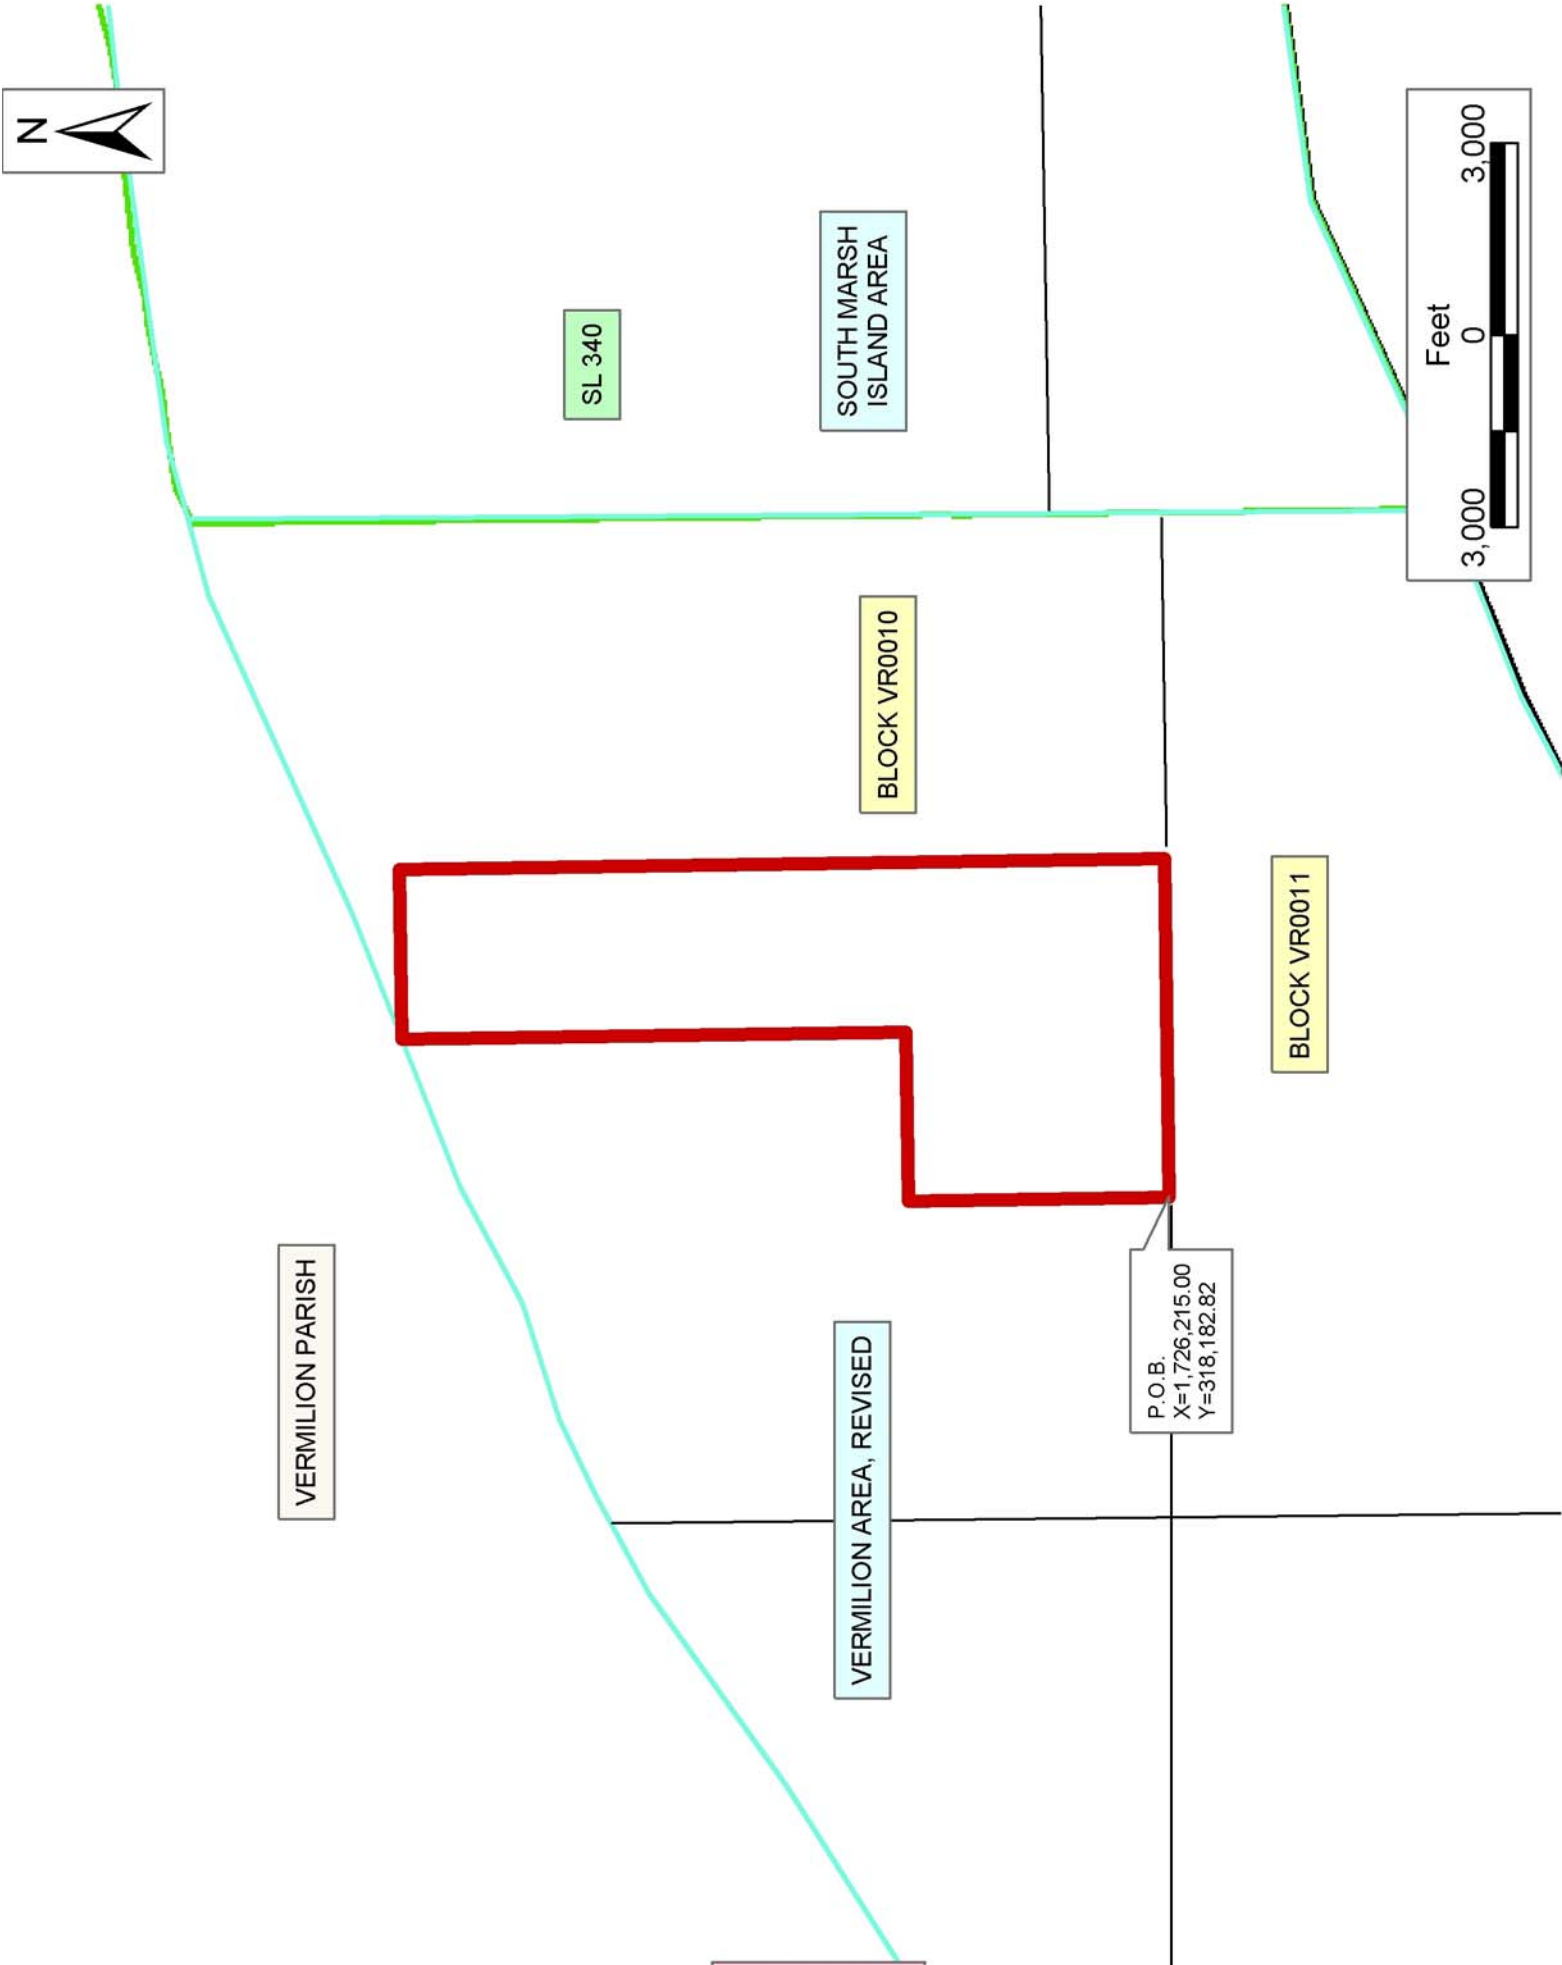 N
VERMILION PARISH
SL 340
SOUTH MARSH
ISLAND AREA
BLOCK VR0010
VERMILION AREA, REVISED
P.O.B.
X=1,726,215.00
Y=318,182.82
BLOCK VR0011
Feet
3,000 0 3,000